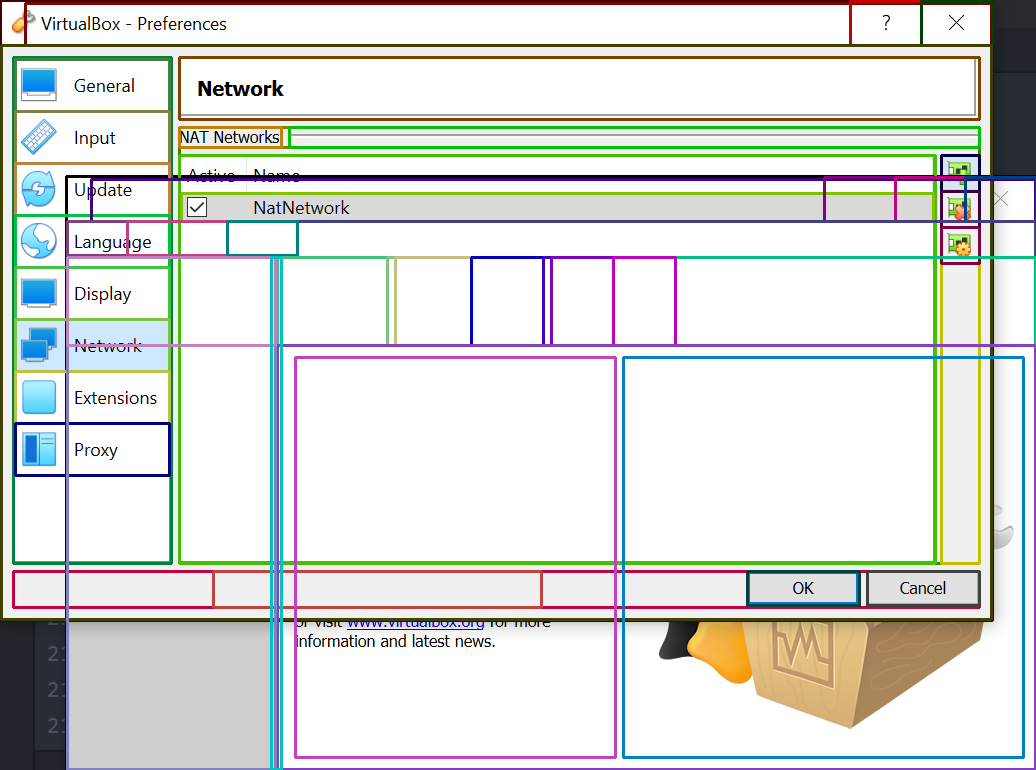 VirtualBox - Preferences
?
General
Network
Input
NAT Networks
Active Name
Update
NatNetwork
Language
Display
Network
Extensions
Proxy
OK
Cancel
or visit www.virtualbox.org for more
information and latest news.